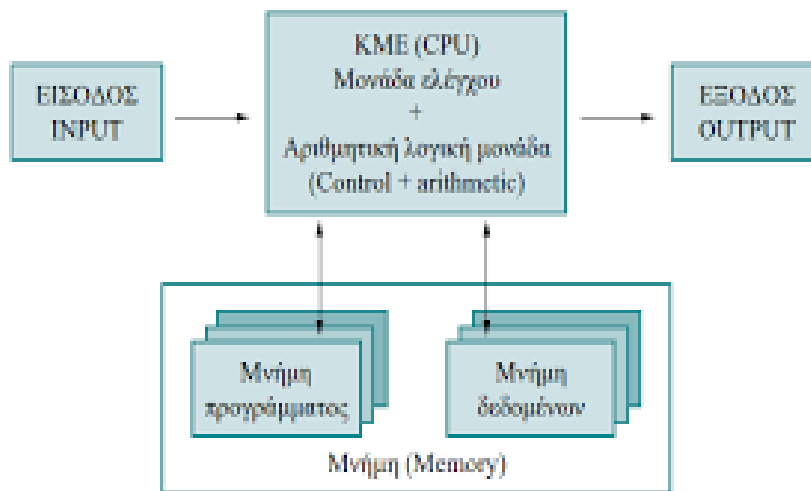 ΚΜΕ (CPU)
Μονάδα ελέγχου
+
Αριθμητική λογική μονάδα
(Control + arithmetic)
ΕΙΣΟΔΟΣ
INPUT
ΕΞΟΔΟΣ
OUTPUT
Μνήμη
προγράμματος
Μνήμη
δεδομένων
Μνήμη (Memory)